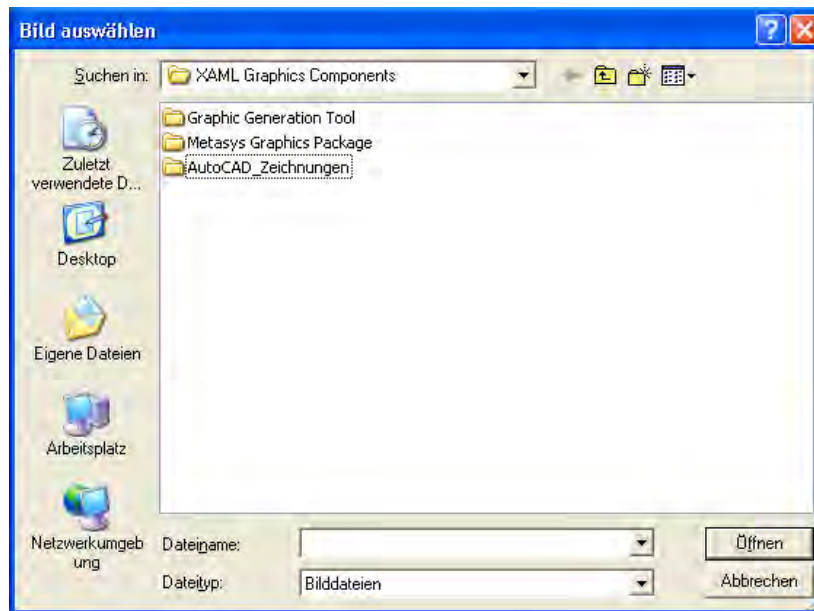 Bild auswählen
Suchen in: XAML Graphics Components
Graphic Generation Tool
Metasys Graphics Package
AutoCAD_Zeichnungen
Zuletzt
verwendete D...
Desktop
Eigene Dateien
Arbeitsplatz
Netzwerkumgeb
ung
Dateiname:
Öffnen
Dateityp: Bilddateien
Abbrechen